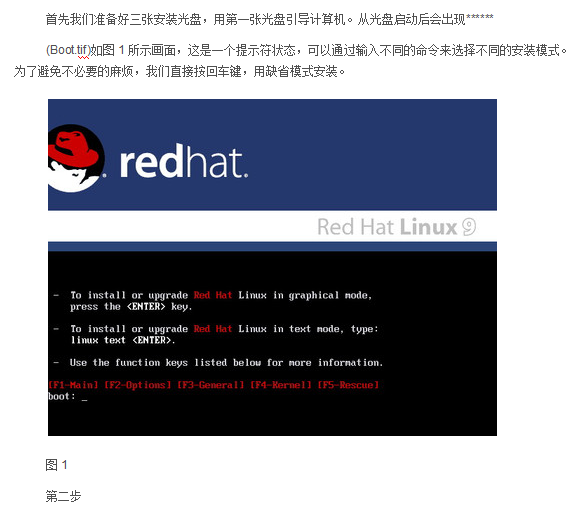 首先我们准备好三张安装光盘，用第一张光盘引导计算机。从光盘启动后会出现******
(Boot.tif)如图 1 所示画面，这是一个提示符状态，可以通过输入不同的命令来选择不同的安装模式。
为了避免不必要的麻烦，我们直接按回车键，用缺省模式安装。
redhat.
Red Hat Linux 9
- To install or upgrade Red Hat Linux in graphical mode,
press the <ENTER> key.
- To install or upgrade Red Hat Linux in text mode, type:
linux text <ENTER>.
- Use the function keys listed below for more information.
[F1-Main] [F2-Options] [F3-General] [F4-Kernel] [F5-Rescue]
boot: _
图 1
第二步